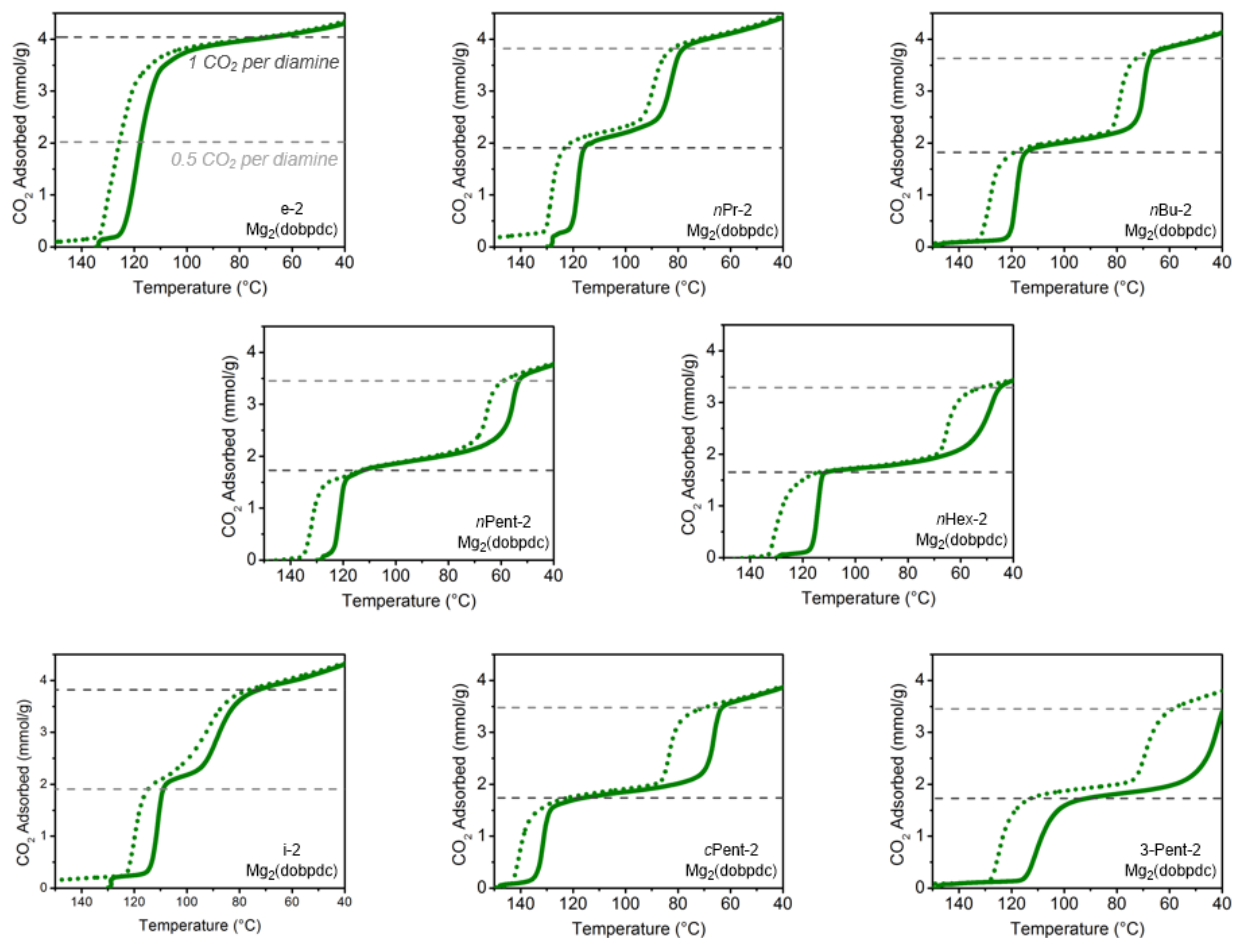 CO2 Adsorbed (mmol/g)
4
3
2
1
0
1 CO2 per diamine
0.5 CO2 per diamine
e-2
Mg2(dobpdc)
140 120 100 80 60 40
Temperature (°C)
CO2 Adsorbed (mmol/g)
4
3
2
1
0
nPr-2
Mg2(dobpdc)
140 120 100 80 60 40
Temperature (°C)
CO2 Adsorbed (mmol/g)
4
3
2
1
0
nBu-2
Mg2(dobpdc)
140 120 100 80 60 40
Temperature (°C)
CO2 Adsorbed (mmol/g)
4
3
2
1
0
nPent-2
Mg2(dobpdc)
140 120 100 80 60 40
Temperature (°C)
CO2 Adsorbed (mmol/g)
4
3
2
1
0
nHex-2
Mg2(dobpdc)
140 120 100 80 60 40
Temperature (°C)
CO2 Adsorbed (mmol/g)
4
3
2
1
0
i-2
Mg2(dobpdc)
140 120 100 80 60 40
Temperature (°C)
CO2 Adsorbed (mmol/g)
4
3
2
1
0
cPent-2
Mg2(dobpdc)
140 120 100 80 60 40
Temperature (°C)
CO2 Adsorbed (mmol/g)
4
3
2
1
0
3-Pent-2
Mg2(dobpdc)
140 120 100 80 60 40
Temperature (°C)